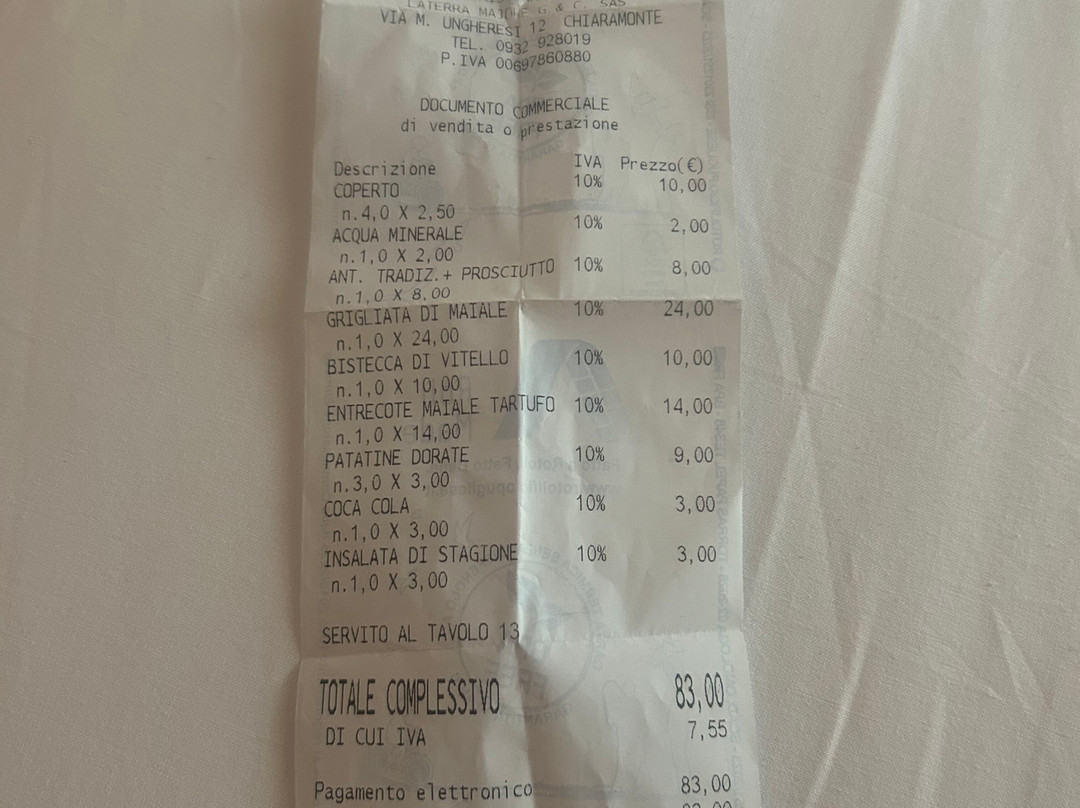 LATERRA MAJORE G. & C. SAS
VIA M. UNGHERESI 12 CHIARAMONTE
TEL. 0932 928019
P.IVA 00697860880
DOCUMENTO COMMERCIALE
di vendita o prestazione
Descrizione IVA Prezzo(€)
COPERTO 10% 10,00
n.4,0 X 2,50
ACQUA MINERALE 10% 2,00
n.1,0 X 2,00
ANT. TRADIZ.+ PROSCIUTTO 10% 8,00
n.1,0 X 8,00
GRIGLIATA DI MAIALE 10% 24,00
n.1,0 X 24,00
BISTECCA DI VITELLO 10% 10,00
n.1,0 X 10,00
ENTRECOTE MAIALE TARTUFO 10% 14,00
n.1,0 X 14,00
PATATINE DORATE 10% 9,00
n.3,0 X 3,00
COCA COLA 10% 3,00
n.1,0 X 3,00
INSALATA DI STAGIONE 10% 3,00
n.1,0 X 3,00
SERVITO AL TAVOLO 13
TOTALE COMPLESSIVO 83,00
DI CUI IVA 7,55
Pagamento elettronico 83,00